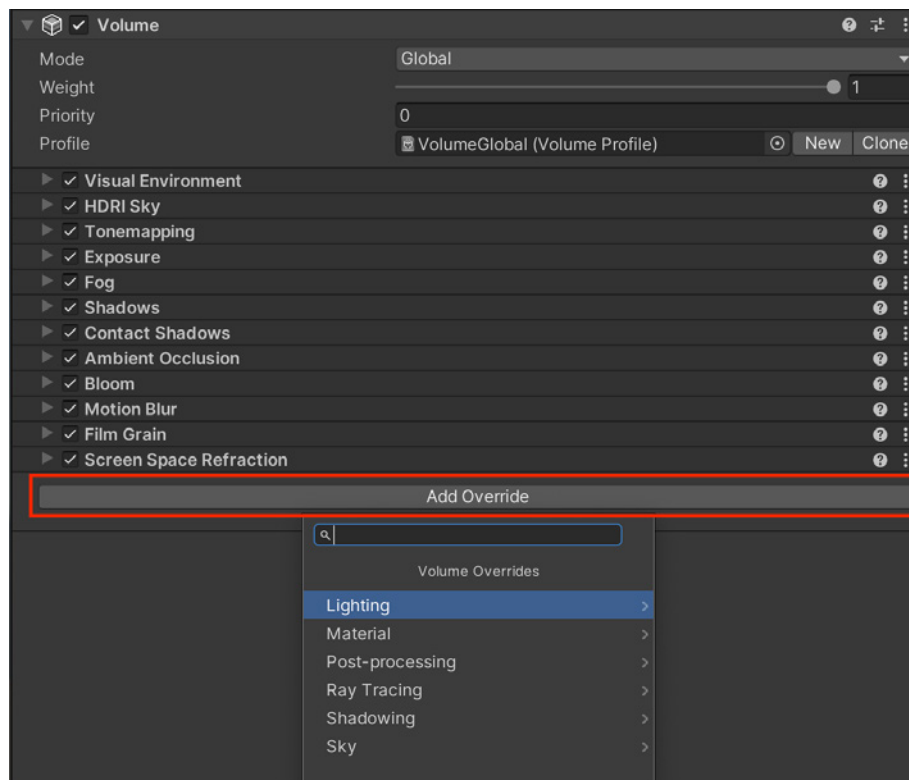 Volume
Mode Global
Weight 1
Priority 0
Profile VolumeGlobal (Volume Profile) New Clone
Visual Environment
HDRI Sky
Tonemapping
Exposure
Fog
Shadows
Contact Shadows
Ambient Occlusion
Bloom
Motion Blur
Film Grain
Screen Space Refraction
Add Override
Volume Overrides
Lighting
Material
Post-processing
Ray Tracing
Shadowing
Sky